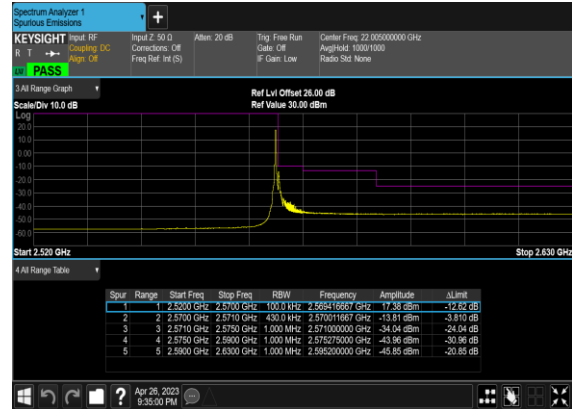 Spectrum Analyzer 1
Spurious Emissions
+
KEYSIGHT Input: RF Input Z: 50 Ω Atten: 20 dB Trig: Free Run Center Freq: 22.005000000 GHz
R T Coupling: DC Corrections: Off Gate: Off Avg|Hold: 1000/1000
Align: Off Freq Ref: Int (S) IF Gain: Low Radio Std: None
PASS
3 All Range Graph
Ref Lvl Offset 26.00 dB
Scale/Div 10.0 dB Ref Value 30.00 dBm
Log
20.0
10.0
0.00
-10.0
-20.0
-30.0
-40.0
-50.0
-60.0
Start 2.520 GHz Stop 2.630 GHz
4 All Range Table
Spur Range Start Freq Stop Freq RBW Frequency Amplitude ΔLimit
1 1 2.5200 GHz 2.5700 GHz 100.0 kHz 2.569416667 GHz 17.38 dBm -12.62 dB
2 2 2.5700 GHz 2.5710 GHz 430.0 kHz 2.570011667 GHz -13.81 dBm -3.810 dB
3 3 2.5710 GHz 2.5750 GHz 1.000 MHz 2.571000000 GHz -34.04 dBm -24.04 dB
4 4 2.5750 GHz 2.5900 GHz 1.000 MHz 2.575275000 GHz -43.96 dBm -30.96 dB
5 5 2.5900 GHz 2.6300 GHz 1.000 MHz 2.595200000 GHz -45.85 dBm -20.85 dB
? Apr 26, 2023
9:35:00 PM